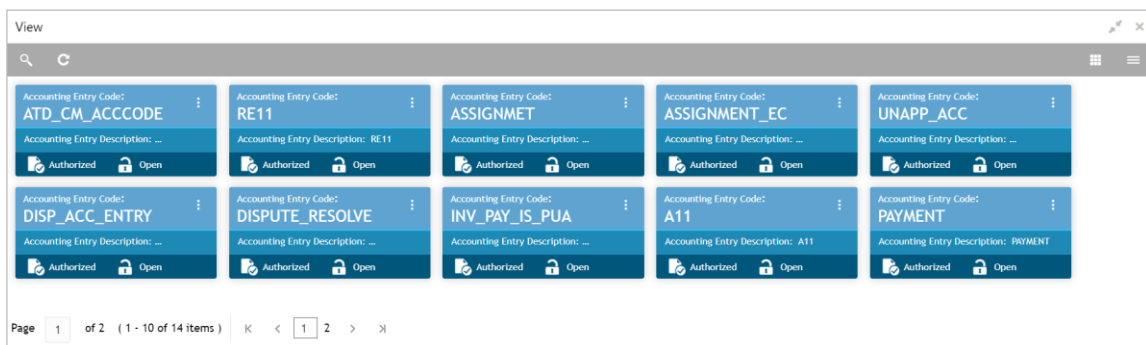 View
Accounting Entry Code:
ATD_CM_ACCCODE
Accounting Entry Description: ...
Authorized Open
Accounting Entry Code:
RE11
Accounting Entry Description: RE11
Authorized Open
Accounting Entry Code:
ASSIGNMET
Accounting Entry Description: ...
Authorized Open
Accounting Entry Code:
ASSIGNMENT_EC
Accounting Entry Description: ...
Authorized Open
Accounting Entry Code:
UNAPP_ACC
Accounting Entry Description: ...
Authorized Open
Accounting Entry Code:
DISP_ACC_ENTRY
Accounting Entry Description: ...
Authorized Open
Accounting Entry Code:
DISPUTE_RESOLVE
Accounting Entry Description: ...
Authorized Open
Accounting Entry Code:
INV_PAY_IS_PUA
Accounting Entry Description: ...
Authorized Open
Accounting Entry Code:
A11
Accounting Entry Description: A11
Authorized Open
Accounting Entry Code:
PAYMENT
Accounting Entry Description: PAYMENT
Authorized Open
Page 1 of 2 ( 1 - 10 of 14 items ) 1 2